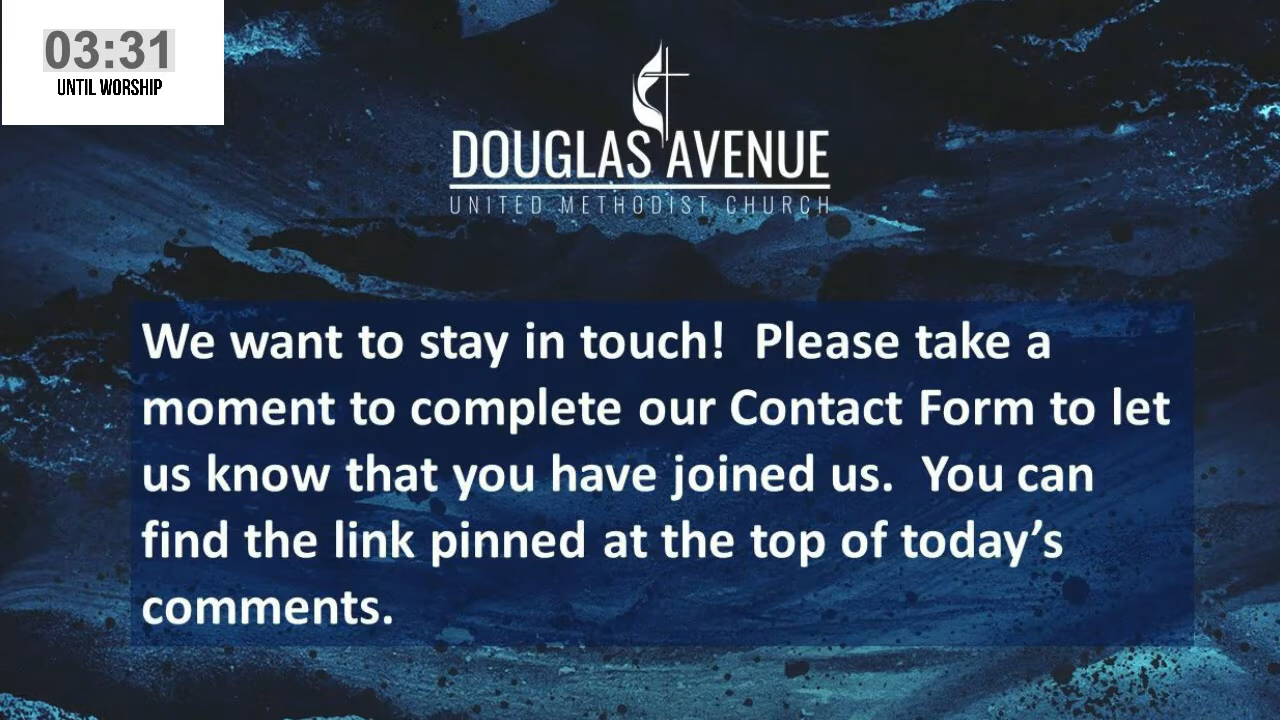 03:31
UNTIL WORSHIP
DOUGLAS AVENUE
UNITED METHODIST CHURCH
We want to stay in touch!  Please take a
moment to complete our Contact Form to let
us know that you have joined us.  You can
find the link pinned at the top of today’s
comments.